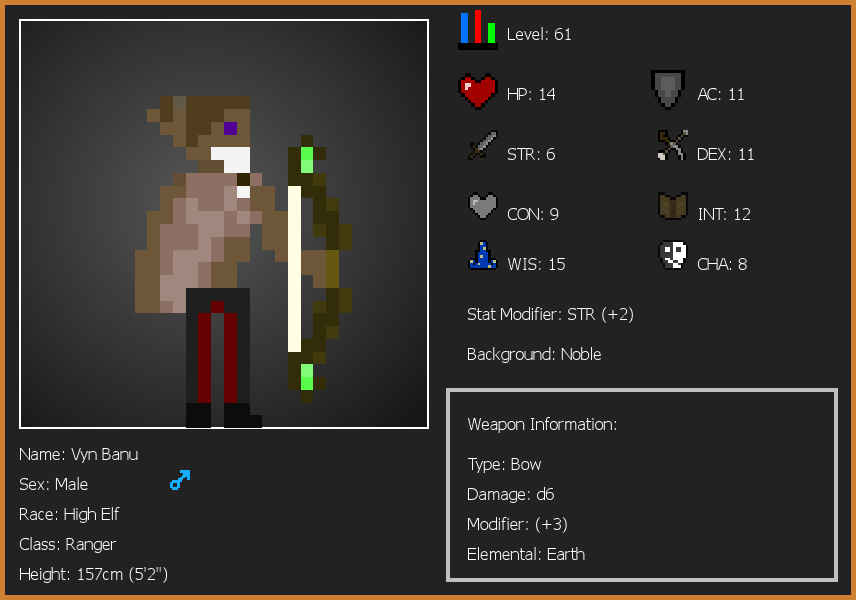 Level: 61
HP: 14
AC: 11
STR: 6
DEX: 11
CON: 9
INT: 12
WIS: 15
CHA: 8
Stat Modifier: STR (+2)
Background: Noble
Weapon Information:
Type: Bow
Damage: d6
Modifier: (+3)
Elemental: Earth
Name: Vyn Banu
Sex: Male
Race: High Elf
Class: Ranger
Height: 157cm (5'2")